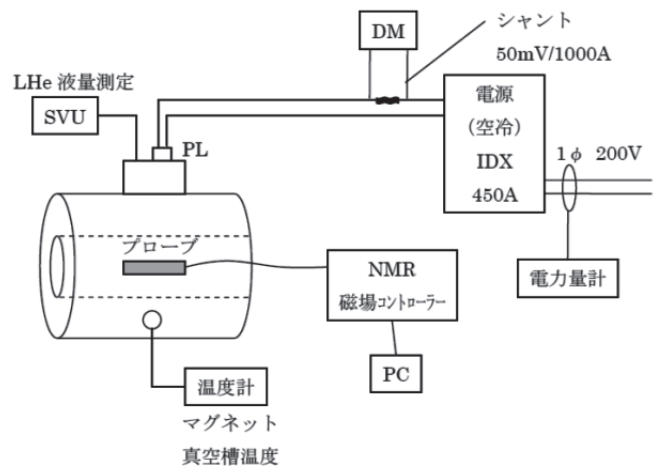 DM
シャント
50mV/1000A
LHe 液量測定
SVU
PL
電源
（空冷）
IDX
450A
1φ 200V
プローブ
NMR
磁場コントローラー
電力量計
PC
温度計
マグネット
真空槽温度